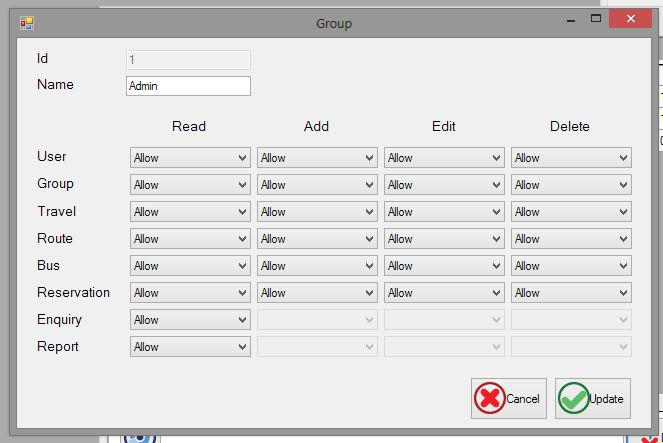 Group
Id 1
Name Admin
Read Add Edit Delete
User Allow Allow Allow Allow
Group Allow Allow Allow Allow
Travel Allow Allow Allow Allow
Route Allow Allow Allow Allow
Bus Allow Allow Allow Allow
Reservation Allow Allow Allow Allow
Enquiry Allow
Report Allow
Cancel Update